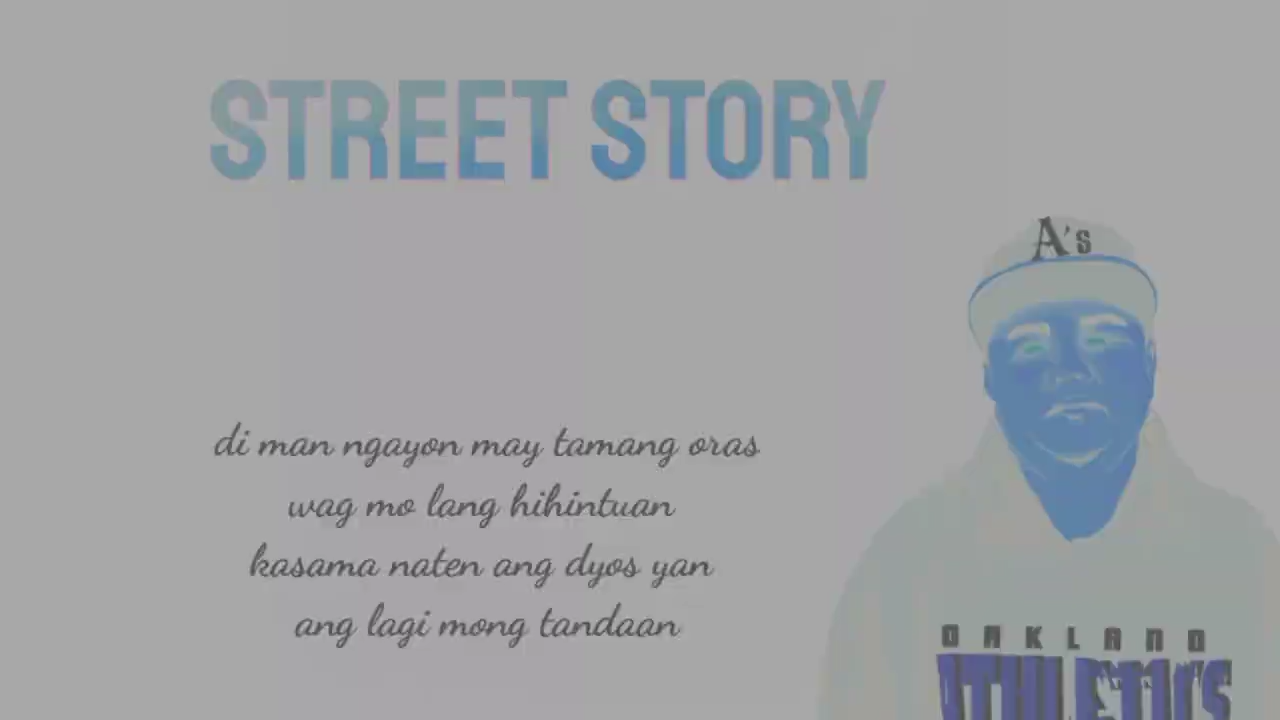 STREET STORY
A's
di man ngayon may tamang oras
wag mo lang hihintuan
kasama naten ang dyos yan
ang lagi mong tandaan
OAKLAND
ATHLETICS